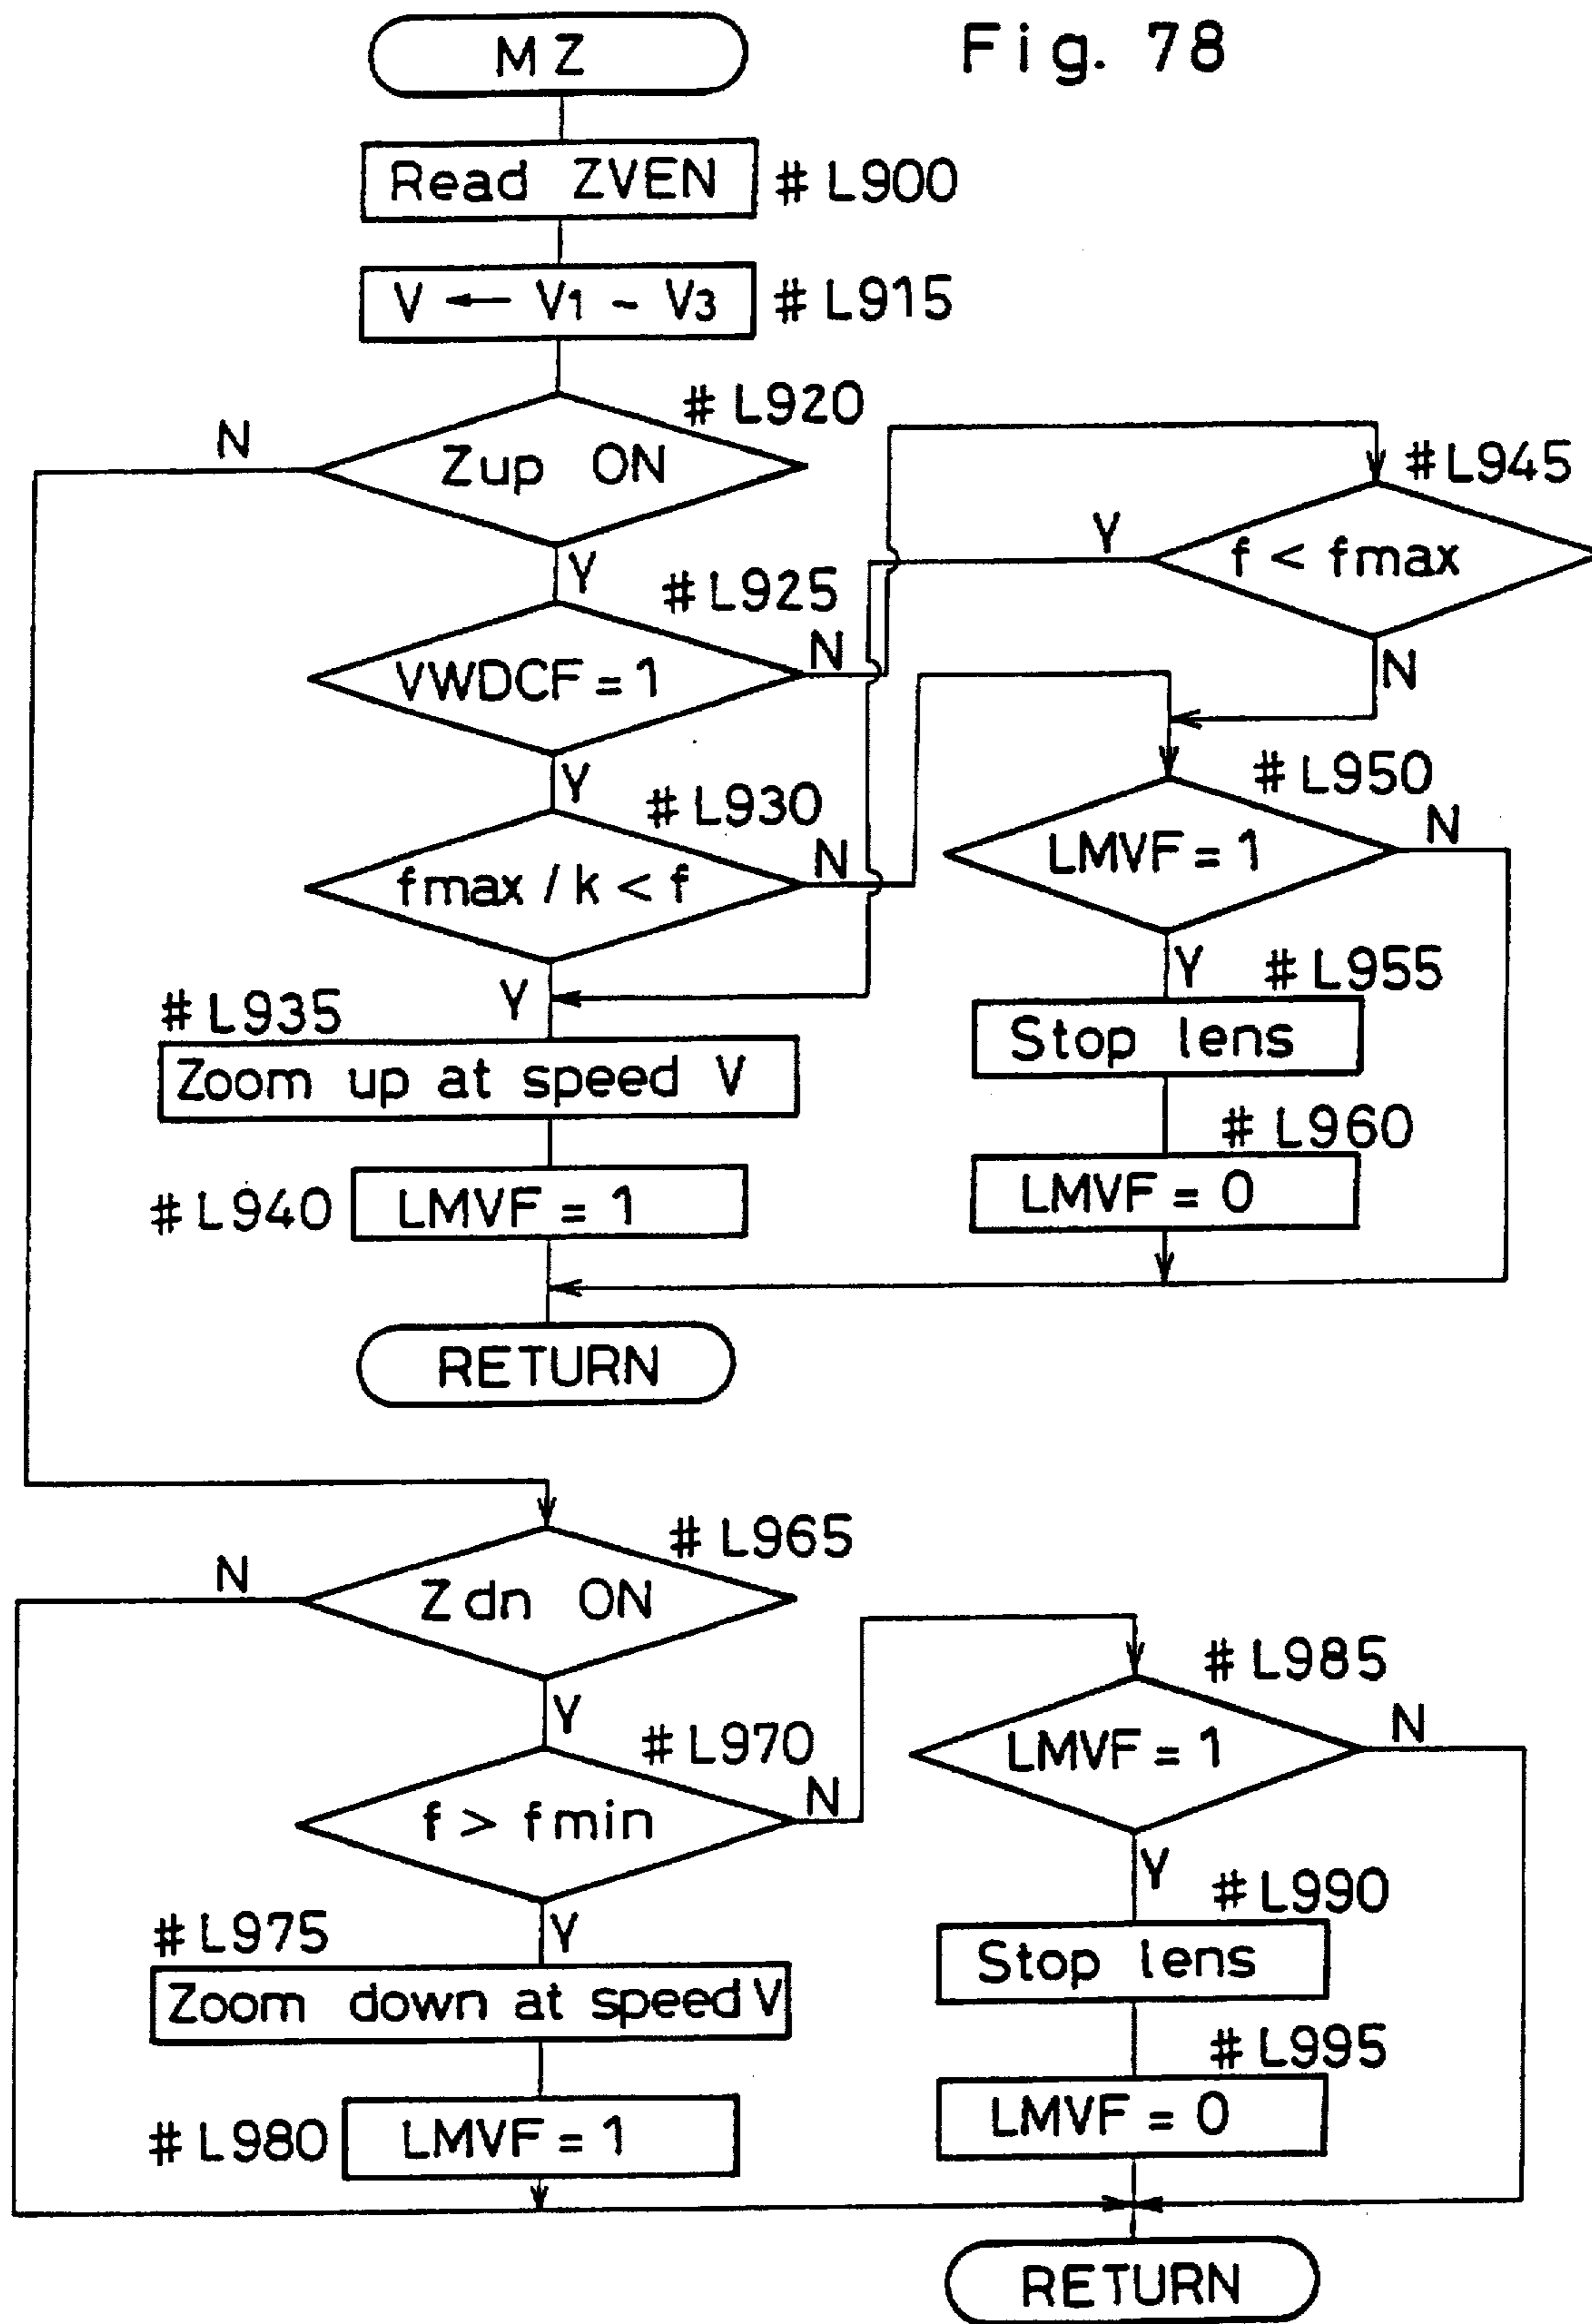 Fig. 78
MZ
Read ZVEN # L900
V ← V1 ~ V3 # L915
# L920
N
Zup ON
Y
# L945
f < fmax
Y
N
# L925
VWDCF = 1
N
Y
# L930
fmax / k < f
N
Y
# L950
LMVF = 1
N
Y
# L935
Zoom up at speed V
# L955
Stop lens
# L940
LMVF = 1
# L960
LMVF = 0
RETURN
# L965
N
Zdn ON
Y
# L970
f > fmin
N
Y
# L985
LMVF = 1
N
Y
# L975
Zoom down at speed V
# L990
Stop lens
# L980
LMVF = 1
# L995
LMVF = 0
RETURN